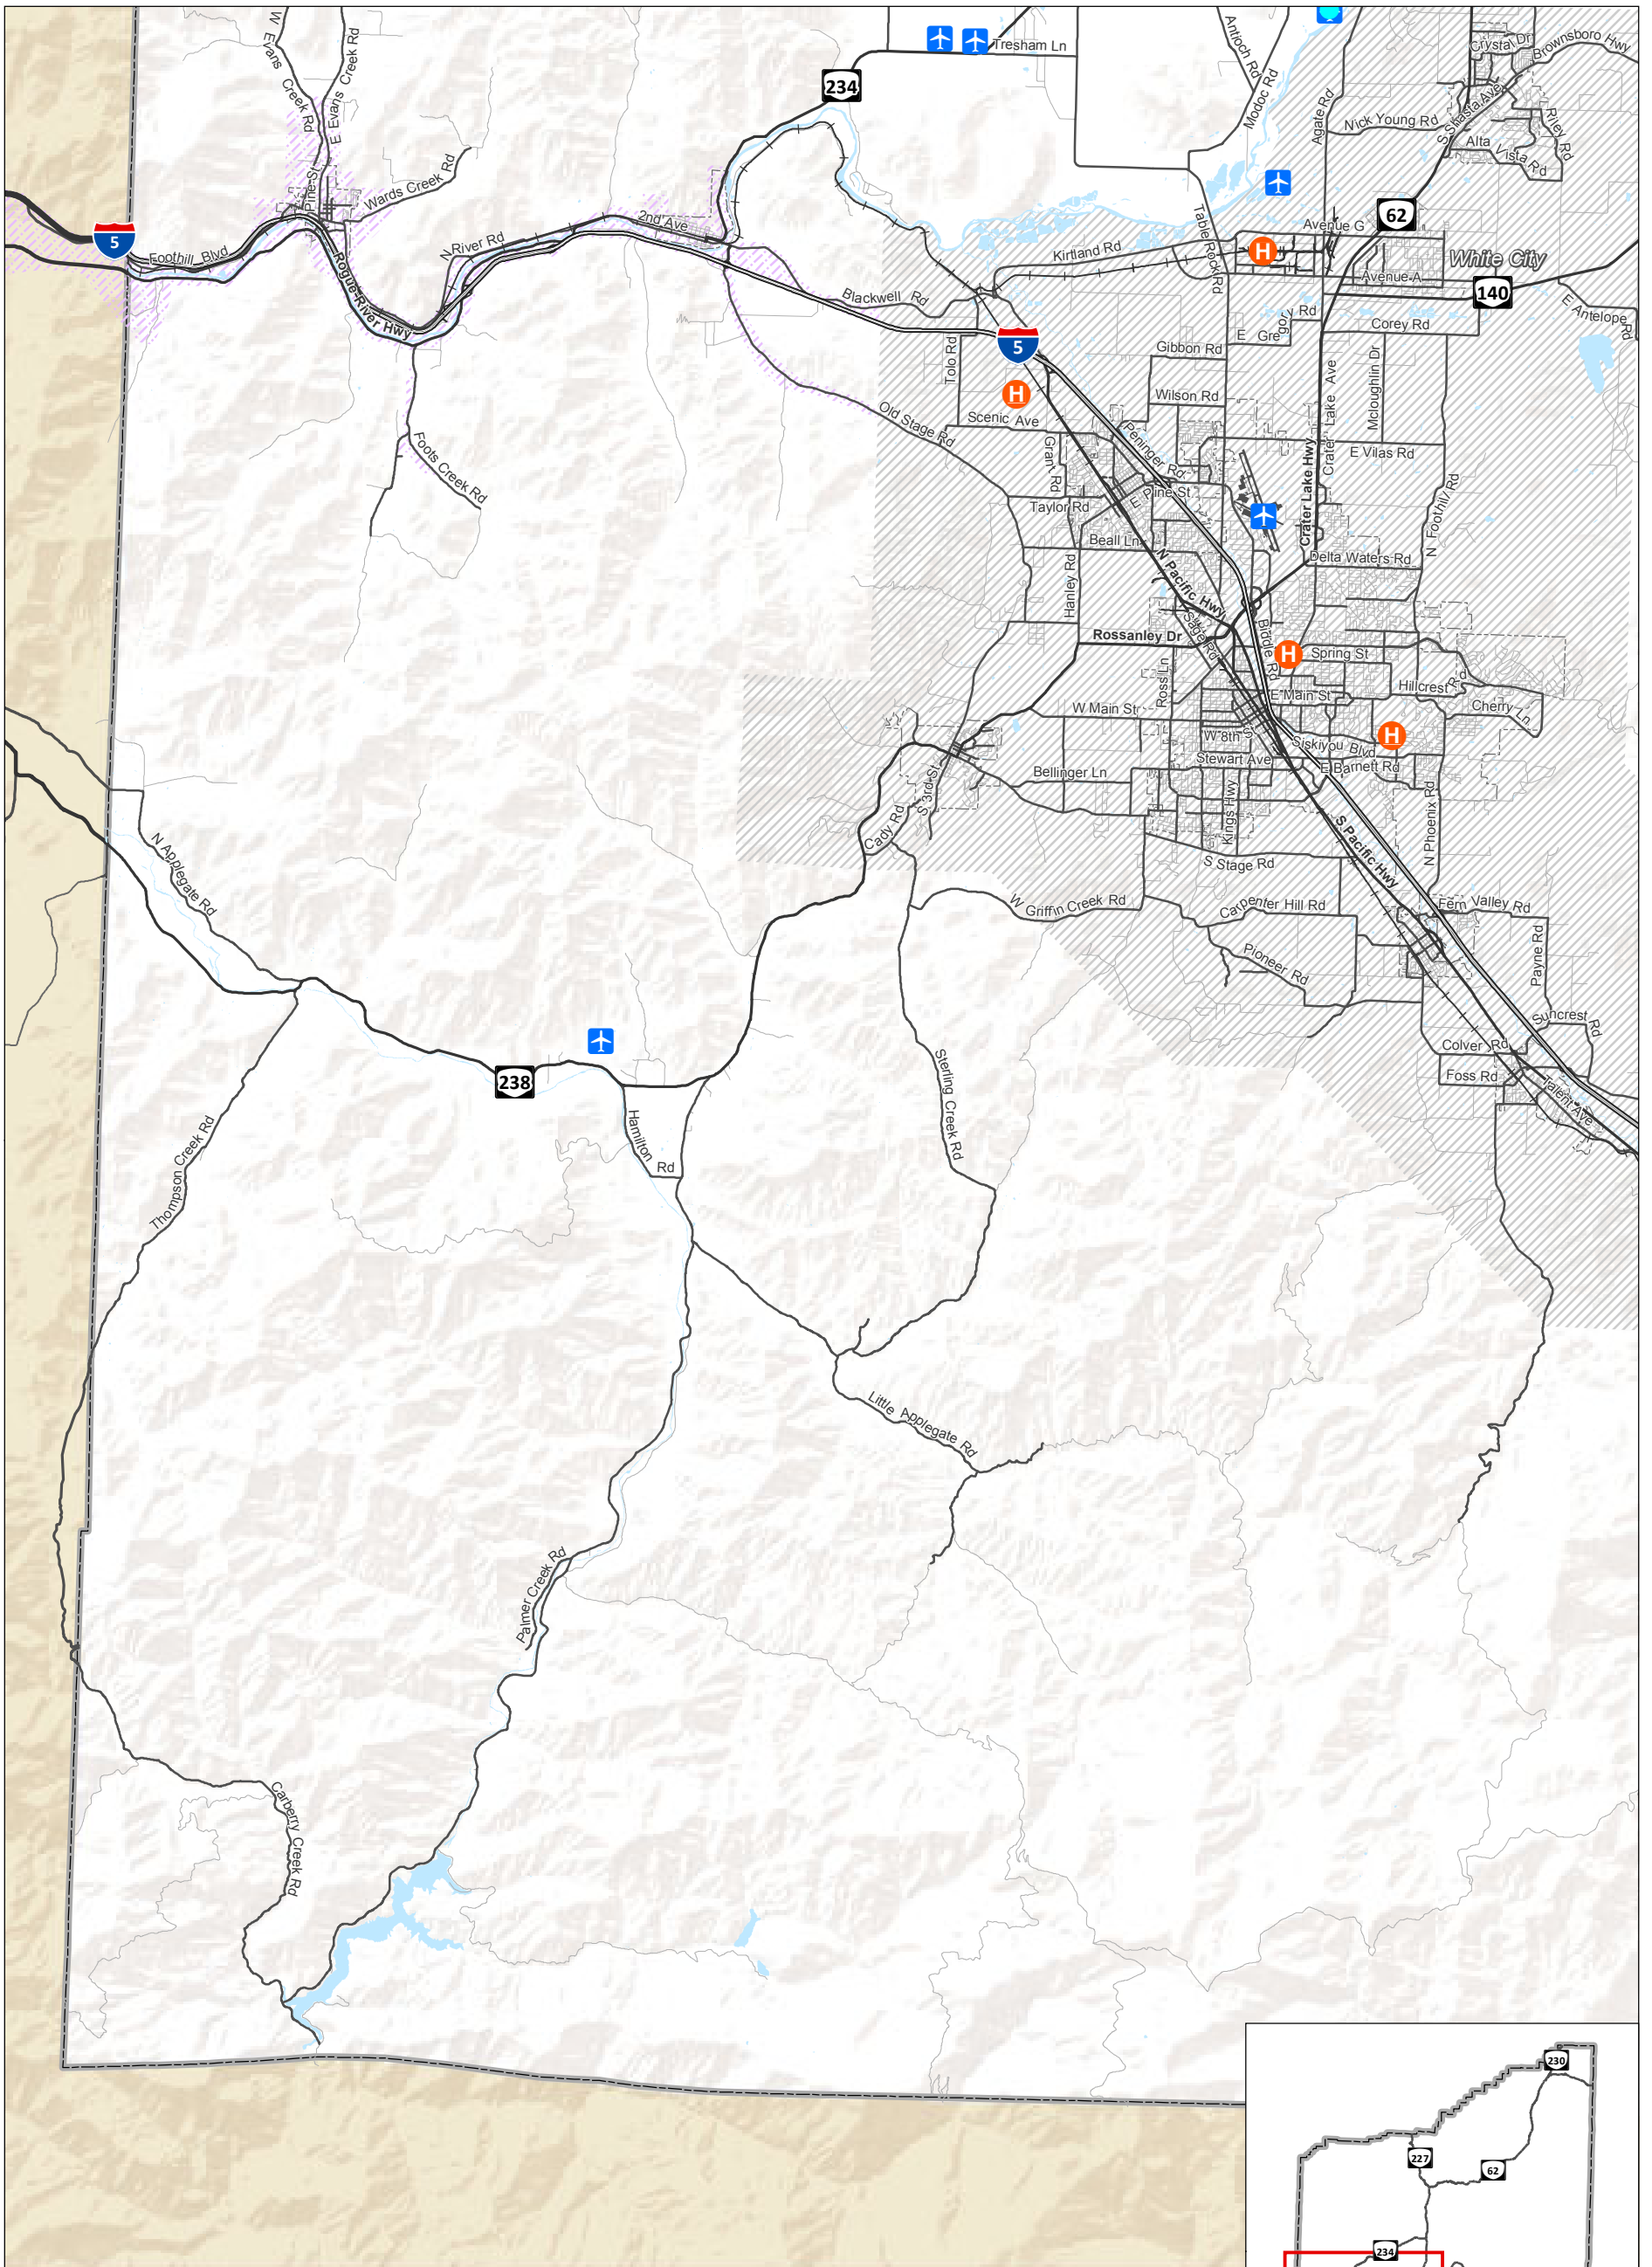 W Evans Creek Rd
E Evans Creek Rd
Tresham Ln
234
Antioch Rd
Modoc Rd
Agate Rd
Crystal Dr
Brownsboro Hwy
Nick Young Rd
S Shasta Ave
Riley Rd
Alta Vista Rd
Pine St
Wards Creek Rd
5
Foothill Blvd
Rogue River Hwy
N River Rd
2nd Ave
Table Rock Rd
62
Avenue G
H
Kirtland Rd
White City
Avenue A
140
Blackwell Rd
E Antelope Rd
E Gregory Rd
Corey Rd
5
Gibbon Rd
Tolo Rd
Crater Lake Ave
Mcloughlin Dr
H
Wilson Rd
Old Stage Rd
Scenic Ave
Peninger Rd
Grant Rd
Crater Lake Hwy
E Vilas Rd
Foots Creek Rd
E Pine St
Taylor Rd
N Foothill Rd
Beall Ln
Delta Waters Rd
Hanley Rd
N Pacific Hwy
Sage Rd
Biddle Rd
Rossanley Dr
H
Spring St
Ross Ln
Hillcrest Rd
E Main St
W Main St
Cherry Ln
W 8th St
Siskiyou Blvd
H
Stewart Ave
E Barnett Rd
Bellinger Ln
S 3rd St
Kings Hwy
N Phoenix Rd
Cady Rd
S Pacific Hwy
S Stage Rd
N Applegate Rd
W Griffin Creek Rd
Carpenter Hill Rd
Fern Valley Rd
Pioneer Rd
Payne Rd
Suncrest Rd
Colver Rd
Foss Rd
Talent Ave
238
Sterling Creek Rd
Hamilton Rd
Thompson Creek Rd
Little Applegate Rd
Palmer Creek Rd
Carberry Creek Rd
230
227
62
234